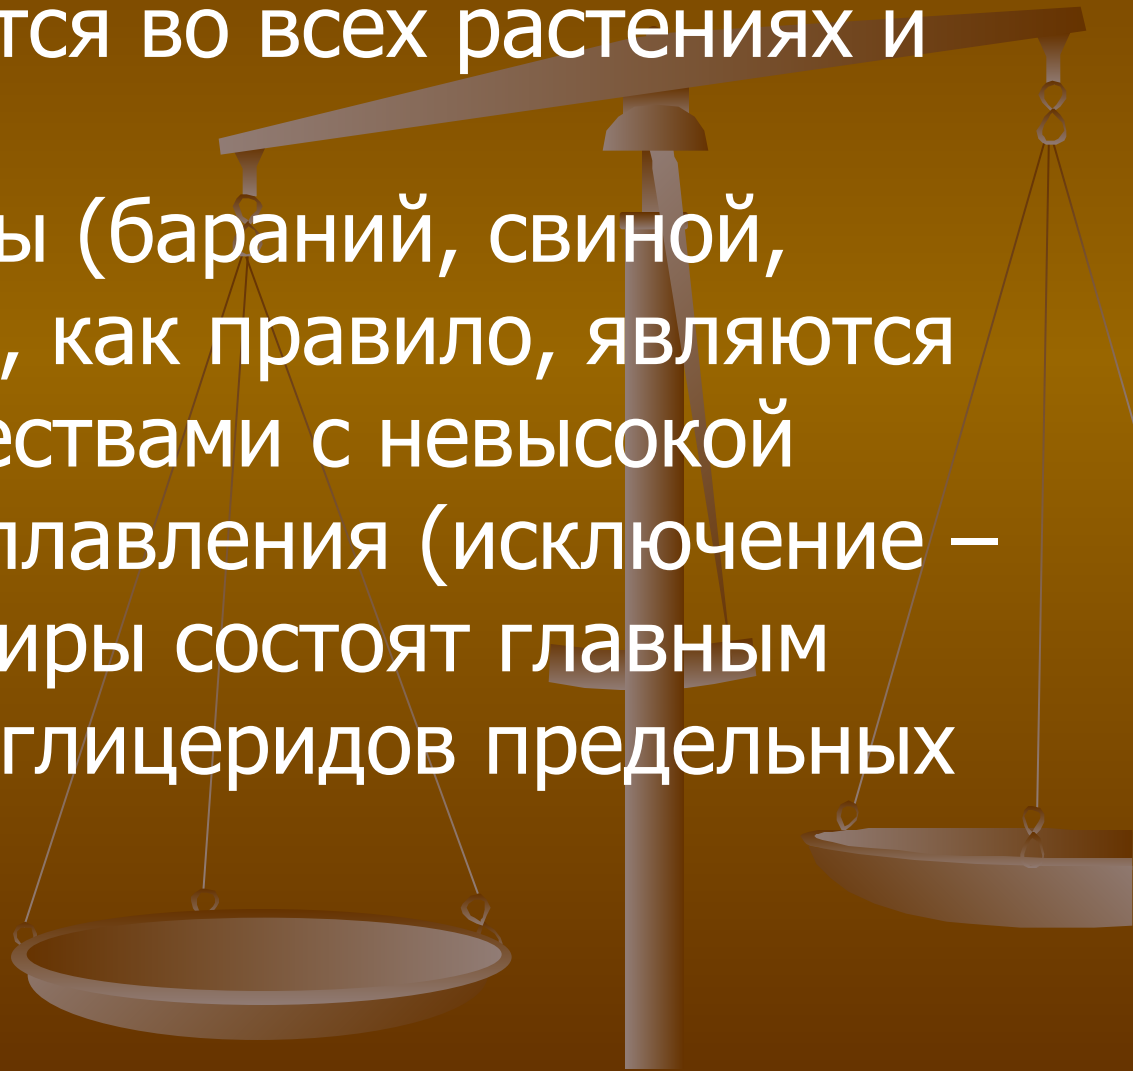 тся во всех растениях и
ы (бараний, свиной,
, как правило, являются
ествами с невысокой
плавления (исключение –
иры состоят главным
глицеридов предельных